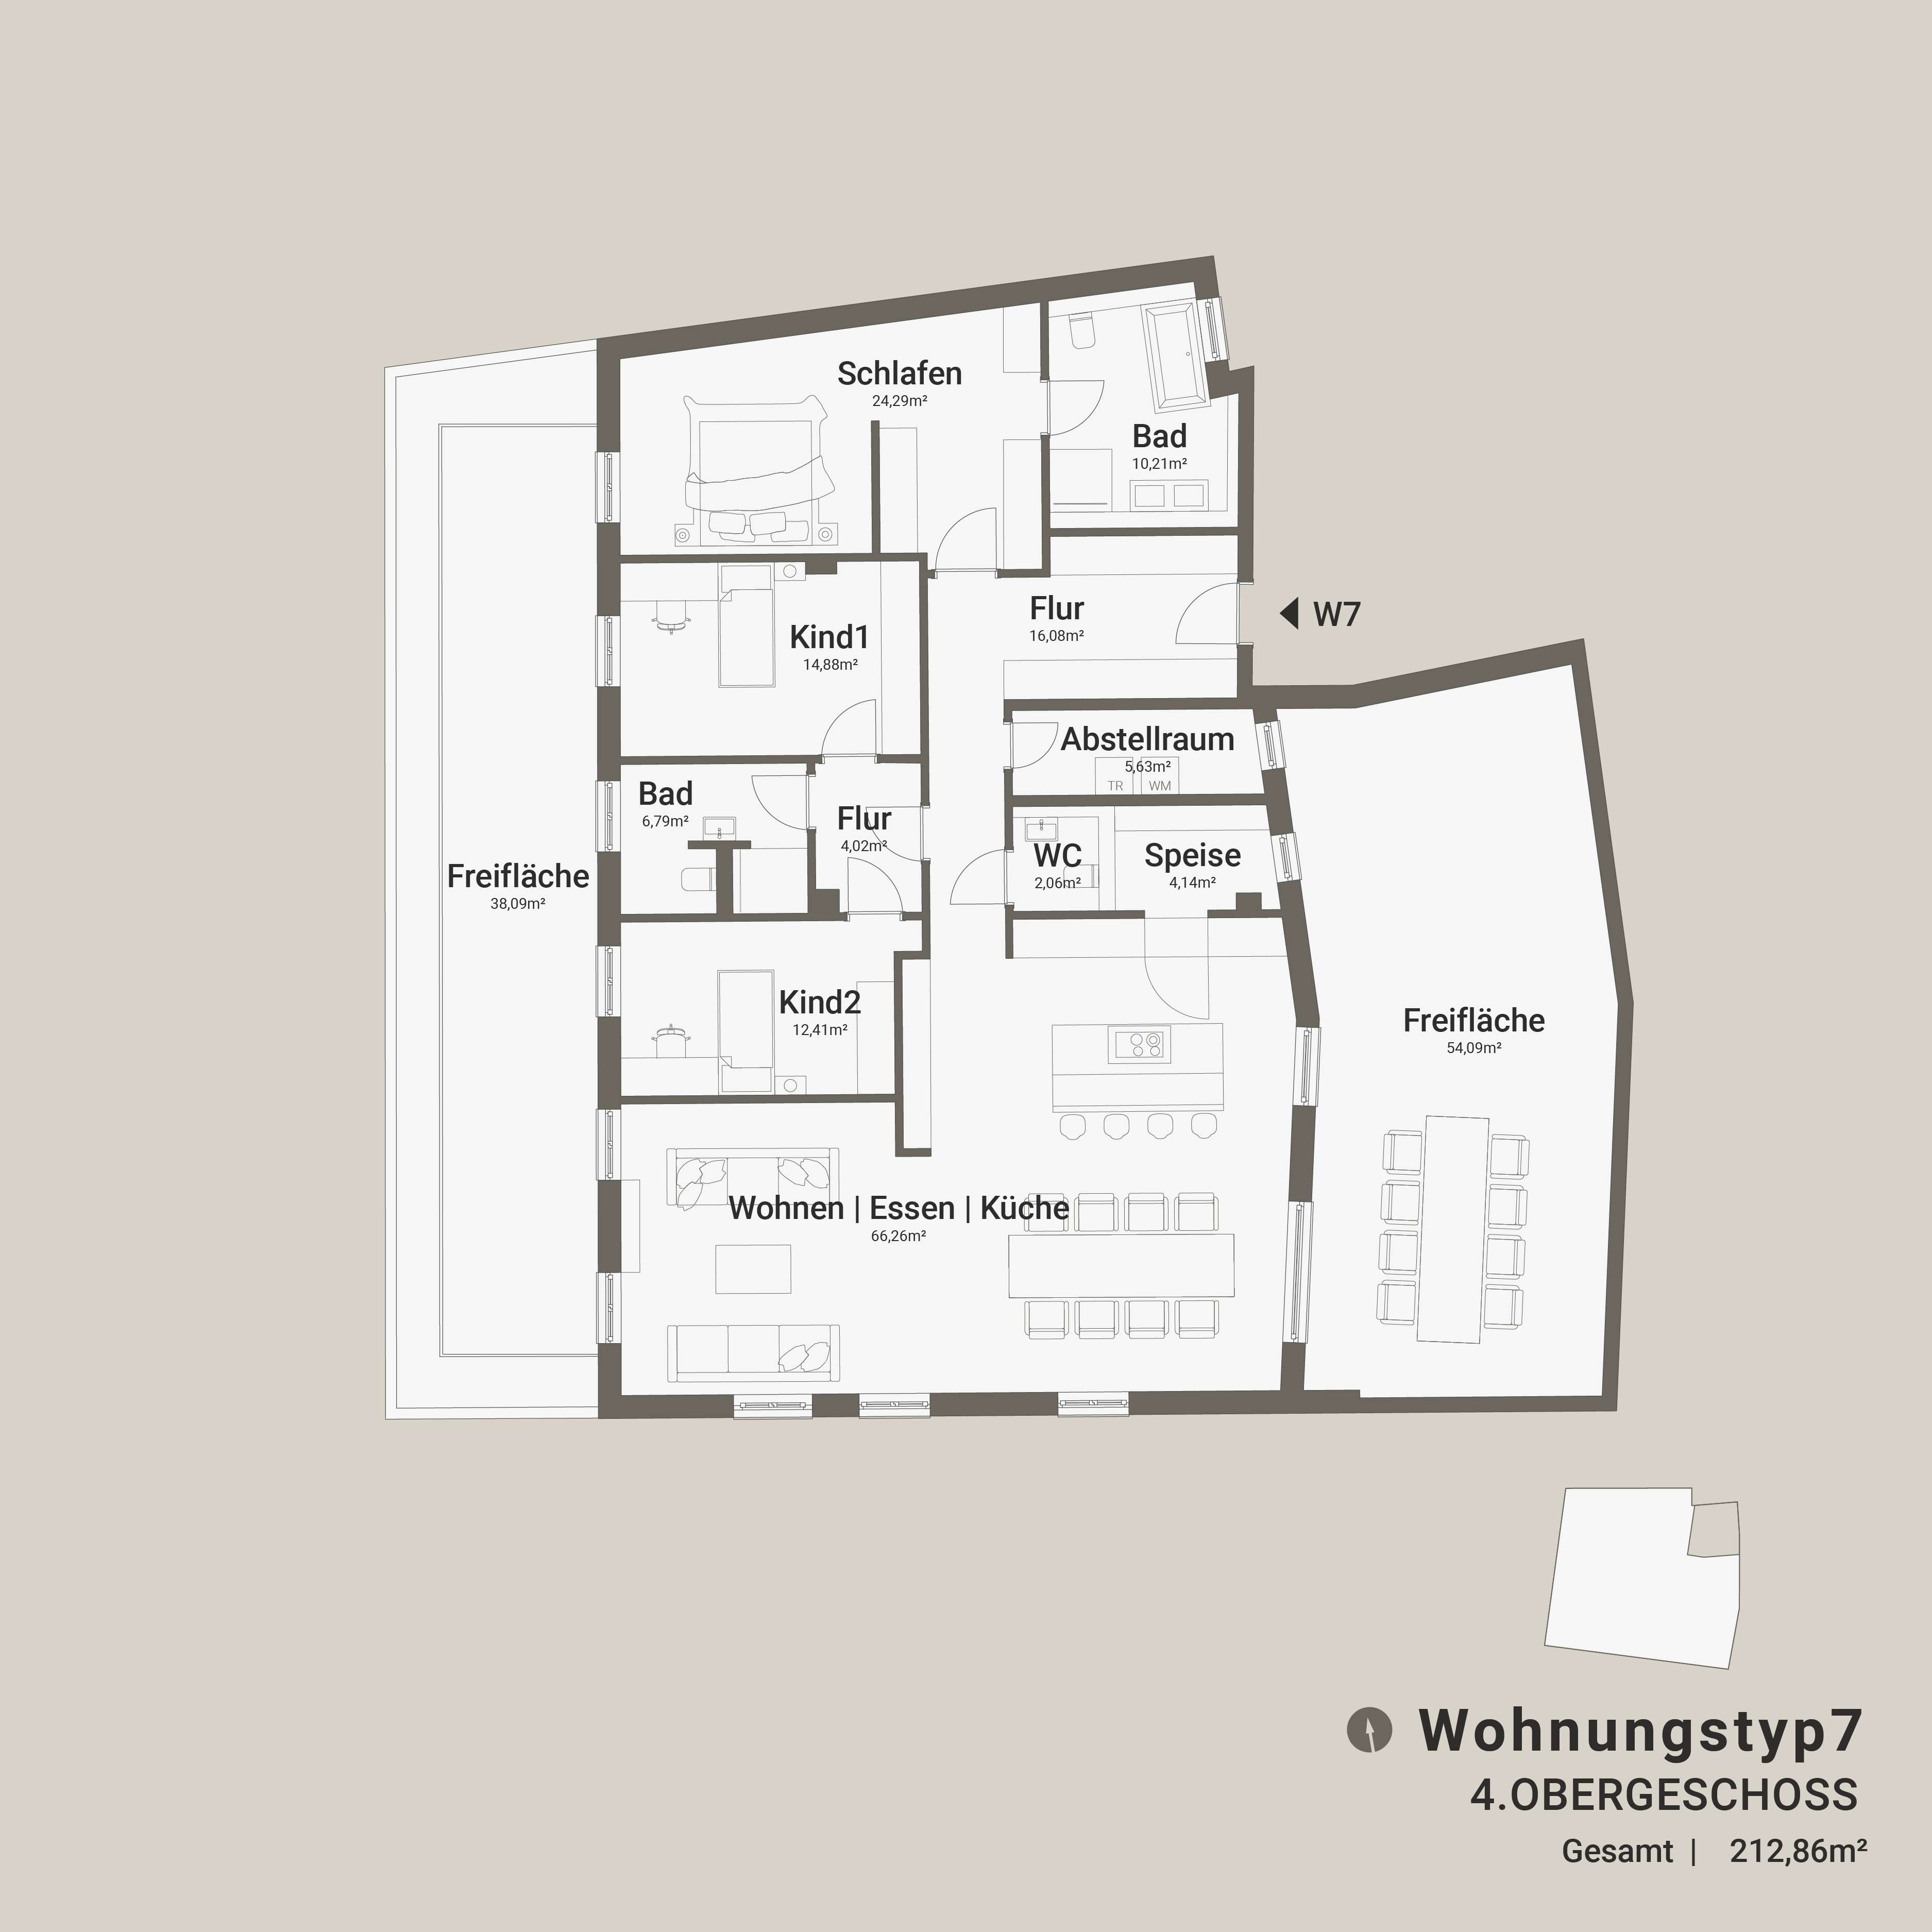 Schlafen
24,29m²
Bad
10,21m²
Flur
16,08m²
W7
Kind1
14,88m²
Abstellraum
5,63m²
TR
WM
Bad
6,79m²
Flur
4,02m²
WC
2,06m²
Speise
4,14m²
Freifläche
38,09m²
Kind2
12,41m²
Freifläche
54,09m²
Wohnen | Essen | Küche
66,26m²
Wohnungstyp7
4.OBERGESCHOSS
Gesamt | 212,86m²